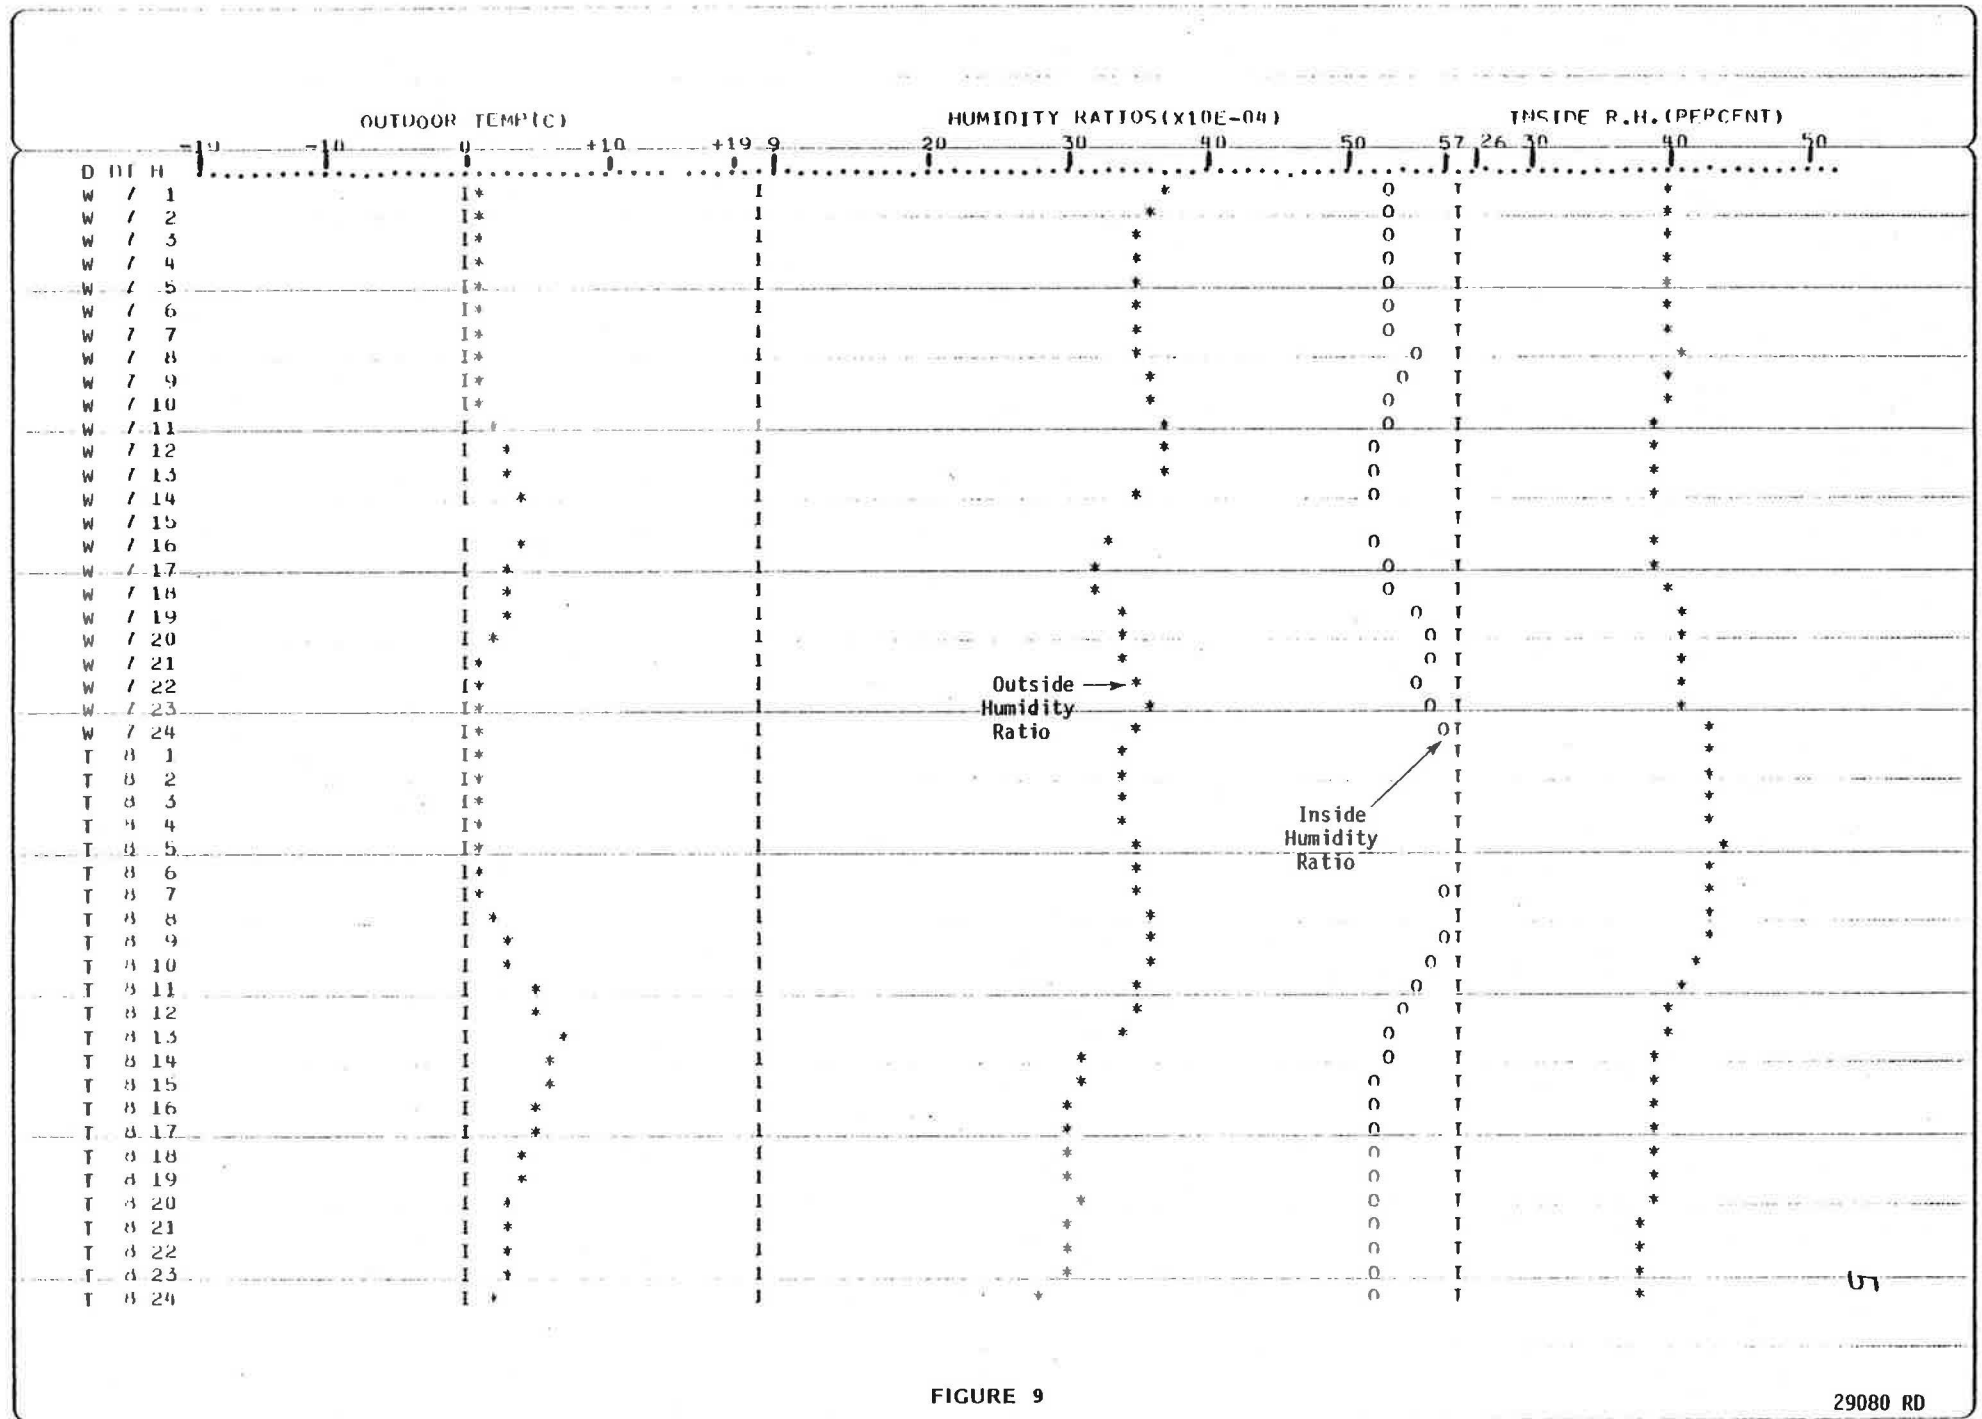 OUTDOOR TEMP(C) HUMIDITY RATIOS(X10E-04) INSIDE R.H.(PERCENT)
-10 0 +10 +19 9 20 30 40 50 57 26 30 40 50
D DT H
W 7 1
W 7 2
W 7 3
W 7 4
W 7 5
W 7 6
W 7 7
W 7 8
W 7 9
W 7 10
W 7 11
W 7 12
W 7 13
W 7 14
W 7 15
W 7 16
W 7 17
W 7 18
W 7 19
W 7 20
W 7 21
W 7 22
W 7 23
W 7 24
T 8 1
T 8 2
T 8 3
T 8 4
T 8 5
T 8 6
T 8 7
T 8 8
T 8 9
T 8 10
T 8 11
T 8 12
T 8 13
T 8 14
T 8 15
T 8 16
T 8 17
T 8 18
T 8 19
T 8 20
T 8 21
T 8 22
T 8 23
T 8 24
Outside
Humidity
Ratio
Inside
Humidity
Ratio
5
FIGURE 9
29080 RD